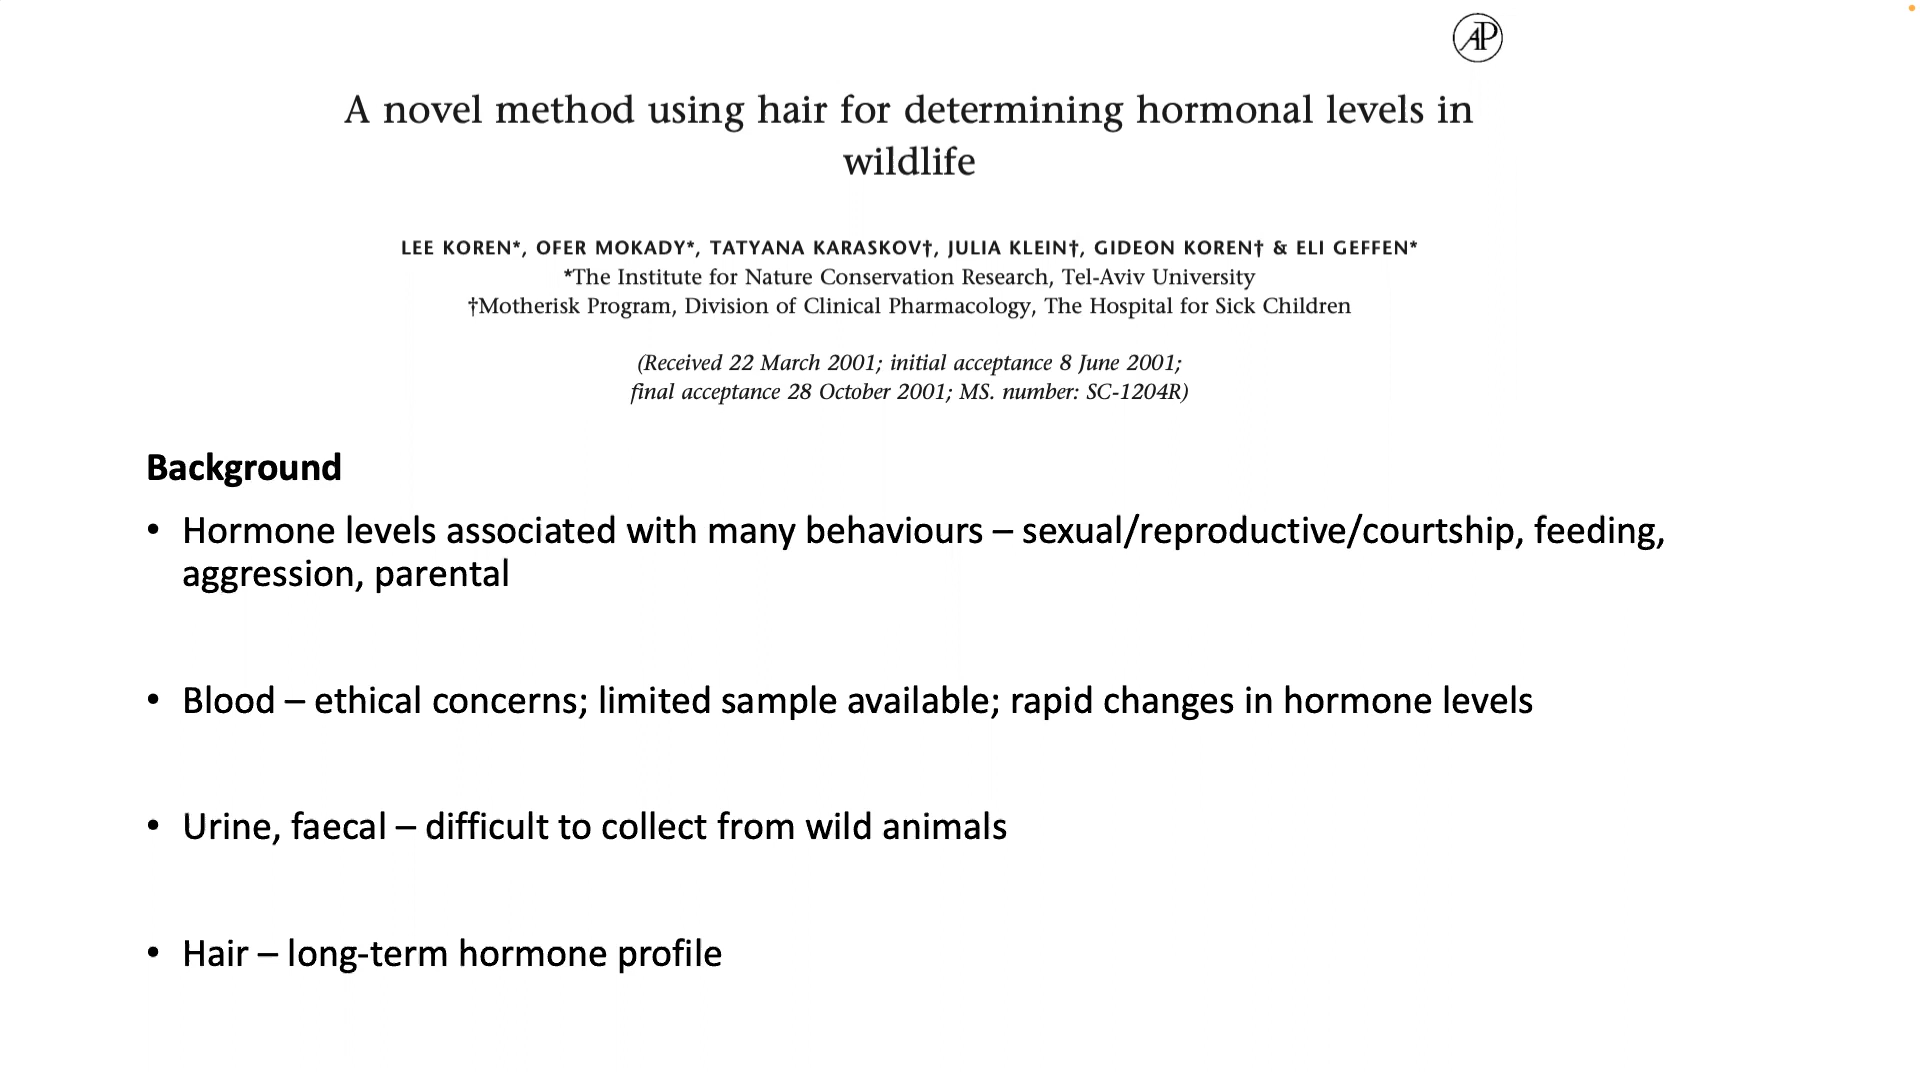 AP
A novel method using hair for determining hormonal levels in
wildlife
LEE KOREN*, OFER MOKADY*, TATYANA KARASKOV†, JULIA KLEIN†, GIDEON KOREN† & ELI GEFFEN*
*The Institute for Nature Conservation Research, Tel-Aviv University
†Motherisk Program, Division of Clinical Pharmacology, The Hospital for Sick Children
(Received 22 March 2001; initial acceptance 8 June 2001;
final acceptance 28 October 2001; MS. number: SC-1204R)
Background
• Hormone levels associated with many behaviours – sexual/reproductive/courtship, feeding,
aggression, parental
• Blood – ethical concerns; limited sample available; rapid changes in hormone levels
• Urine, faecal – difficult to collect from wild animals
• Hair – long-term hormone profile